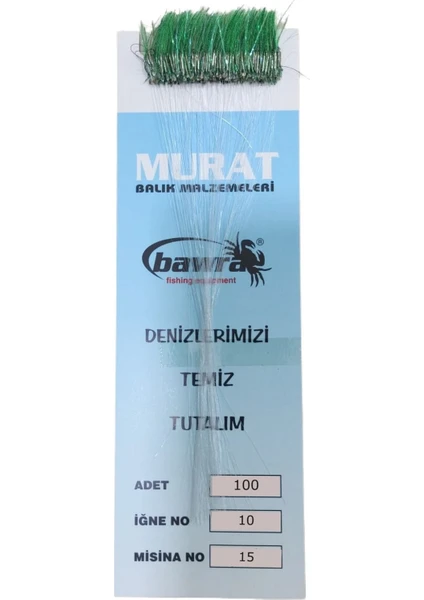 MURAT
BALIK MALZEMELERİ
bawra®
fishing equipment
DENİZLERİMİZİ
TEMİZ
TUTALIM
ADET 100
İĞNE NO 10
MİSİNA NO 15